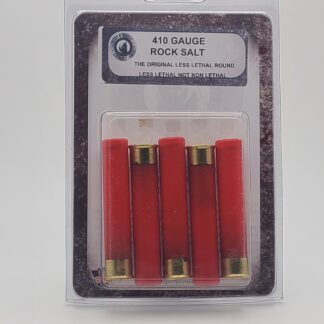 410 GAUGE
ROCK SALT
THE ORIGINAL LESS LETHAL ROUND
LESS LETHAL NOT NON LETHAL